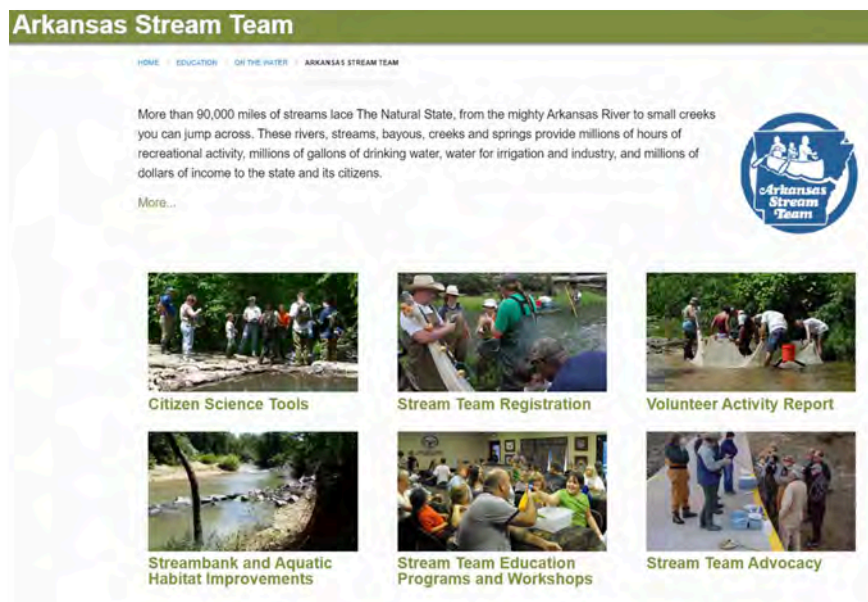 Arkansas Stream Team
HOME EDUCATION ON THE WATER ARKANSAS STREAM TEAM
More than 90,000 miles of streams lace The Natural State, from the mighty Arkansas River to small creeks
you can jump across. These rivers, streams, bayous, creeks and springs provide millions of hours of
recreational activity, millions of gallons of drinking water, water for irrigation and industry, and millions of
dollars of income to the state and its citizens.
More...
Arkansas
Stream
Team
Citizen Science Tools
Stream Team Registration
Volunteer Activity Report
Streambank and Aquatic
Habitat Improvements
Stream Team Education
Programs and Workshops
Stream Team Advocacy